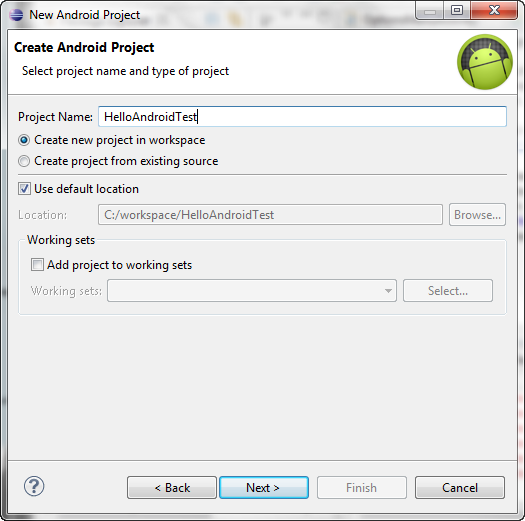 New Android Project
Create Android Project
Select project name and type of project
Project Name: HelloAndroidTest
Create new project in workspace
Create project from existing source
Use default location
Location: C:/workspace/HelloAndroidTest Browse...
Working sets
Add project to working sets
Working sets: Select...
? < Back Next > Finish Cancel